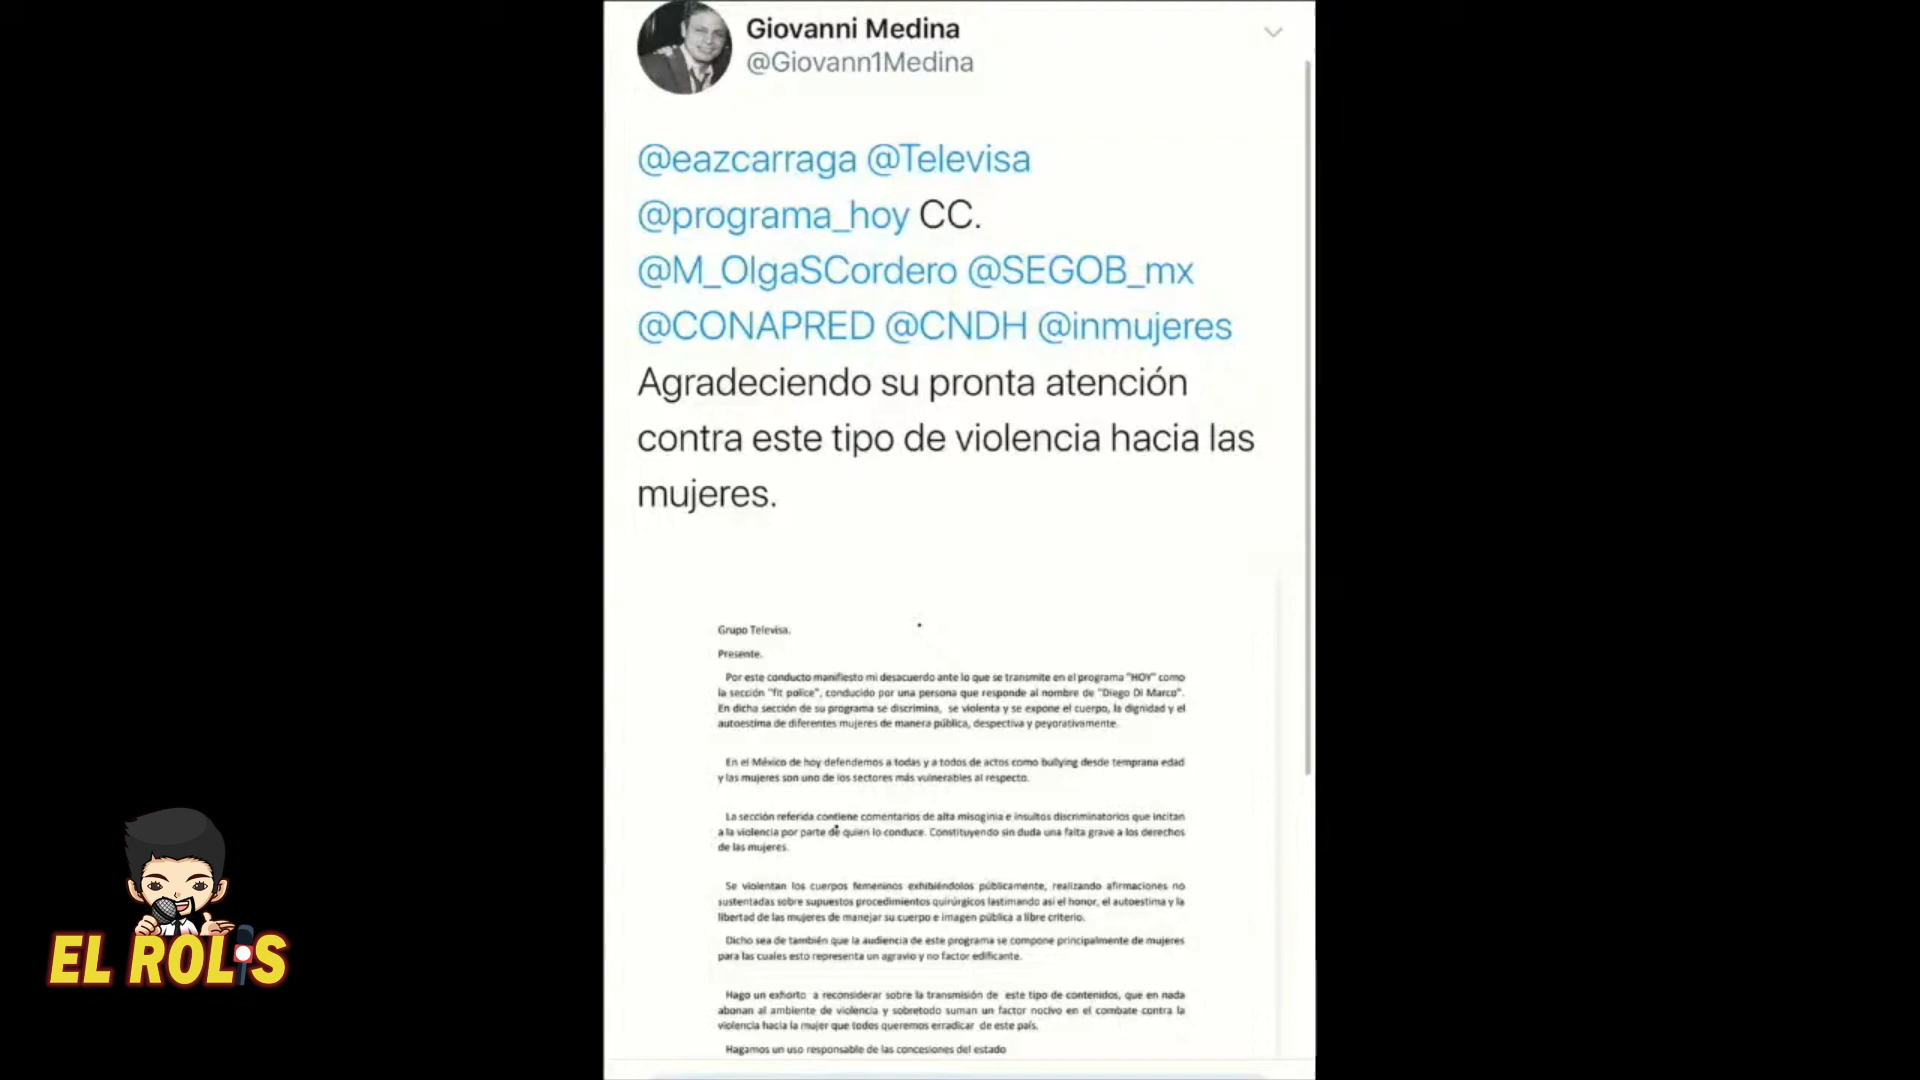 Giovanni Medina
@Giovann1Medina
@eazcarraga @Televisa
@programa_hoy CC.
@M_OlgaSCordero @SEGOB_mx
@CONAPRED @CNDH @inmujeres
Agradeciendo su pronta atención
contra este tipo de violencia hacia las
mujeres.
Grupo Televisa.
Presente.
Por este conducto manifiesto mi desacuerdo ante lo que se transmite en el programa "HOY" como
la sección "fit police", conducido por una persona que responde al nombre de "Diego Di Marco".
En dicha sección de su programa se discrimina, se violenta y se expone el cuerpo, la dignidad y el
autoestima de diferentes mujeres de manera pública, despectiva y peyorativamente.
En el México de hoy defendemos a todas y a todos de actos como bullying desde temprana edad
y las mujeres son uno de los sectores más vulnerables al respecto.
La sección referida contiene comentarios de alta misoginia e insultos discriminatorios que incitan
a la violencia por parte de quien lo conduce. Constituyendo sin duda una falta grave a los derechos
de las mujeres.
Se violentan los cuerpos femeninos exhibiéndolos públicamente, realizando afirmaciones no
sustentadas sobre supuestos procedimientos quirúrgicos lastimando así el honor, el autoestima y la
libertad de las mujeres de manejar su cuerpo e imagen pública a libre criterio.
Dicho sea de también que la audiencia de este programa se compone principalmente de mujeres
para las cuales esto representa un agravio y no factor edificante.
Hago un exhorto a reconsiderar sobre la transmisión de este tipo de contenidos, que en nada
abonan al ambiente de violencia y sobretodo suman un factor nocivo en el combate contra la
violencia hacia la mujer que todos queremos erradicar de este país.
Hagamos un uso responsable de las concesiones del estado
EL ROLIS